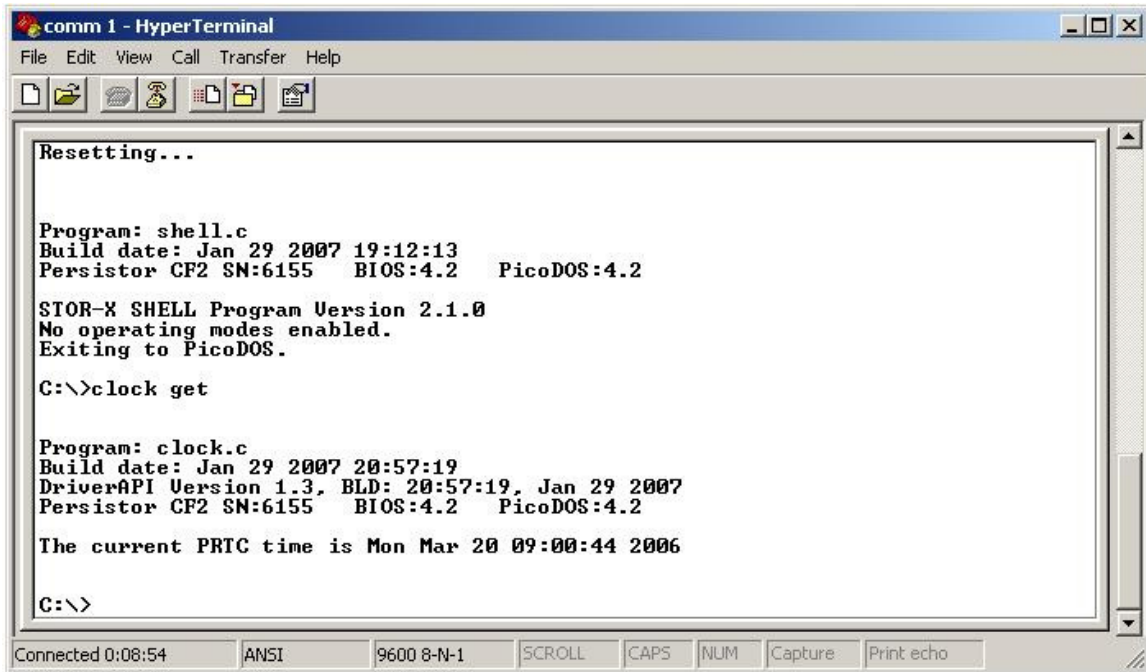 comm 1 - HyperTerminal
File Edit View Call Transfer Help
Resetting...
Program: shell.c
Build date: Jan 29 2007 19:12:13
Persistor CF2 SN:6155 BIOS:4.2 PicoDOS:4.2
STOR-X SHELL Program Version 2.1.0
No operating modes enabled.
Exiting to PicoDOS.
C:\>clock get
Program: clock.c
Build date: Jan 29 2007 20:57:19
DriverAPI Version 1.3, BLD: 20:57:19, Jan 29 2007
Persistor CF2 SN:6155 BIOS:4.2 PicoDOS:4.2
The current PRTC time is Mon Mar 20 09:00:44 2006
C:\>
Connected 0:08:54 ANSI 9600 8-N-1 SCROLL CAPS NUM Capture Print echo